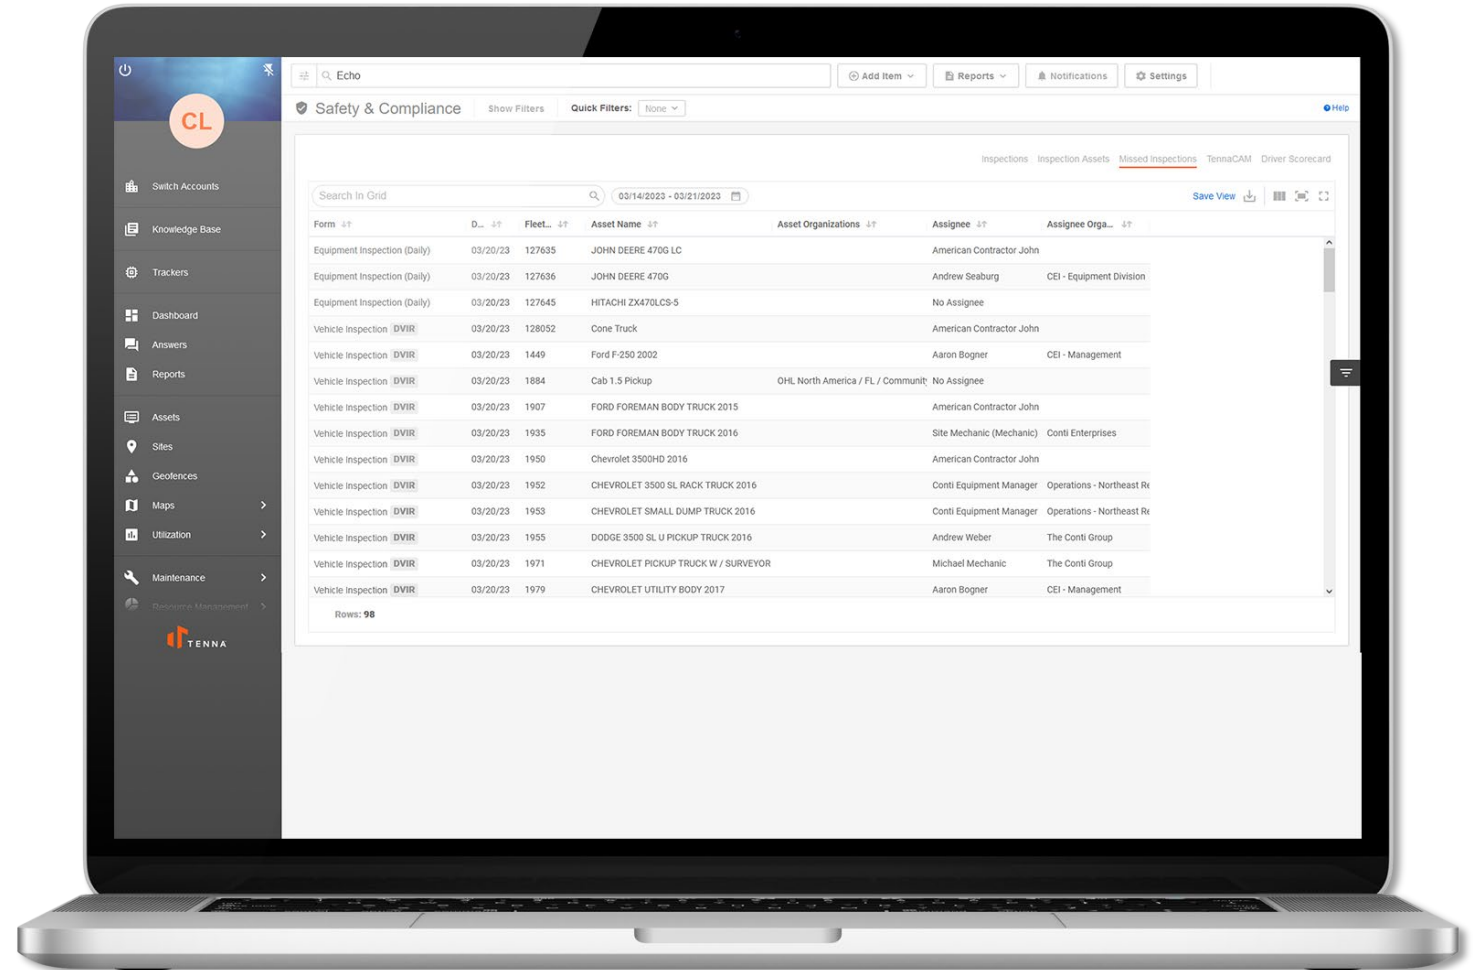 Echo Add Item Reports Notifications Settings
CL
Safety & Compliance Show Filters Quick Filters: None Help
Inspections Inspection Assets Missed Inspections TennaCAM Driver Scorecard
Switch Accounts
Knowledge Base
Trackers
Dashboard
Answers
Reports
Assets
Sites
Geofences
Maps
Utilization
Maintenance
Resource Management
TENNA
Search In Grid 03/14/2023 - 03/21/2023 Save View
Form D... Fleet... Asset Name Asset Organizations Assignee Assignee Orga...
Equipment Inspection (Daily) 03/20/23 127635 JOHN DEERE 470G LC American Contractor John
Equipment Inspection (Daily) 03/20/23 127636 JOHN DEERE 470G Andrew Seaburg CEI - Equipment Division
Equipment Inspection (Daily) 03/20/23 127645 HITACHI ZX470LCS-5 No Assignee
Vehicle Inspection DVIR 03/20/23 128052 Cone Truck American Contractor John
Vehicle Inspection DVIR 03/20/23 1449 Ford F-250 2002 Aaron Bogner CEI - Management
Vehicle Inspection DVIR 03/20/23 1884 Cab 1.5 Pickup OHL North America / FL / Community No Assignee
Vehicle Inspection DVIR 03/20/23 1907 FORD FOREMAN BODY TRUCK 2015 American Contractor John
Vehicle Inspection DVIR 03/20/23 1935 FORD FOREMAN BODY TRUCK 2016 Site Mechanic (Mechanic) Conti Enterprises
Vehicle Inspection DVIR 03/20/23 1950 Chevrolet 3500HD 2016 American Contractor John
Vehicle Inspection DVIR 03/20/23 1952 CHEVROLET 3500 SL RACK TRUCK 2016 Conti Equipment Manager Operations - Northeast Re
Vehicle Inspection DVIR 03/20/23 1953 CHEVROLET SMALL DUMP TRUCK 2016 Conti Equipment Manager Operations - Northeast Re
Vehicle Inspection DVIR 03/20/23 1955 DODGE 3500 SL U PICKUP TRUCK 2016 Andrew Weber The Conti Group
Vehicle Inspection DVIR 03/20/23 1971 CHEVROLET PICKUP TRUCK W / SURVEYOR Michael Mechanic The Conti Group
Vehicle Inspection DVIR 03/20/23 1979 CHEVROLET UTILITY BODY 2017 Aaron Bogner CEI - Management
Rows: 98